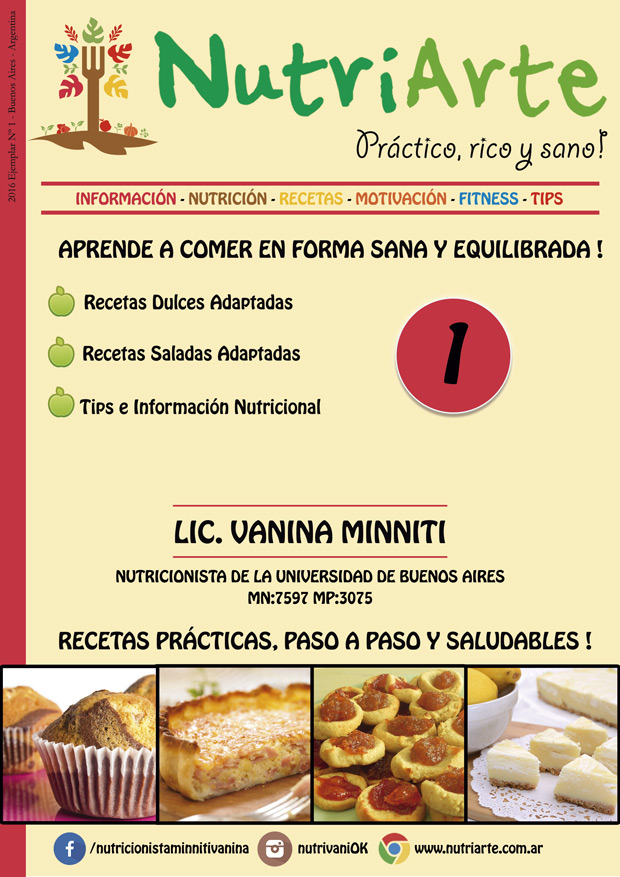 2016 Ejemplar Nº 1 - Buenos Aires - Argentina
NutriArte
Práctico, rico y sano!
INFORMACIÓN - NUTRICIÓN - RECETAS - MOTIVACIÓN - FITNESS - TIPS
APRENDE A COMER EN FORMA SANA Y EQUILIBRADA !
Recetas Dulces Adaptadas
Recetas Saladas Adaptadas
Tips e Información Nutricional
1
LIC. VANINA MINNITI
NUTRICIONISTA DE LA UNIVERSIDAD DE BUENOS AIRES
MN:7597 MP:3075
RECETAS PRÁCTICAS, PASO A PASO Y SALUDABLES !
/nutricionistaminnitivanina nutrivaniOK www.nutriarte.com.ar